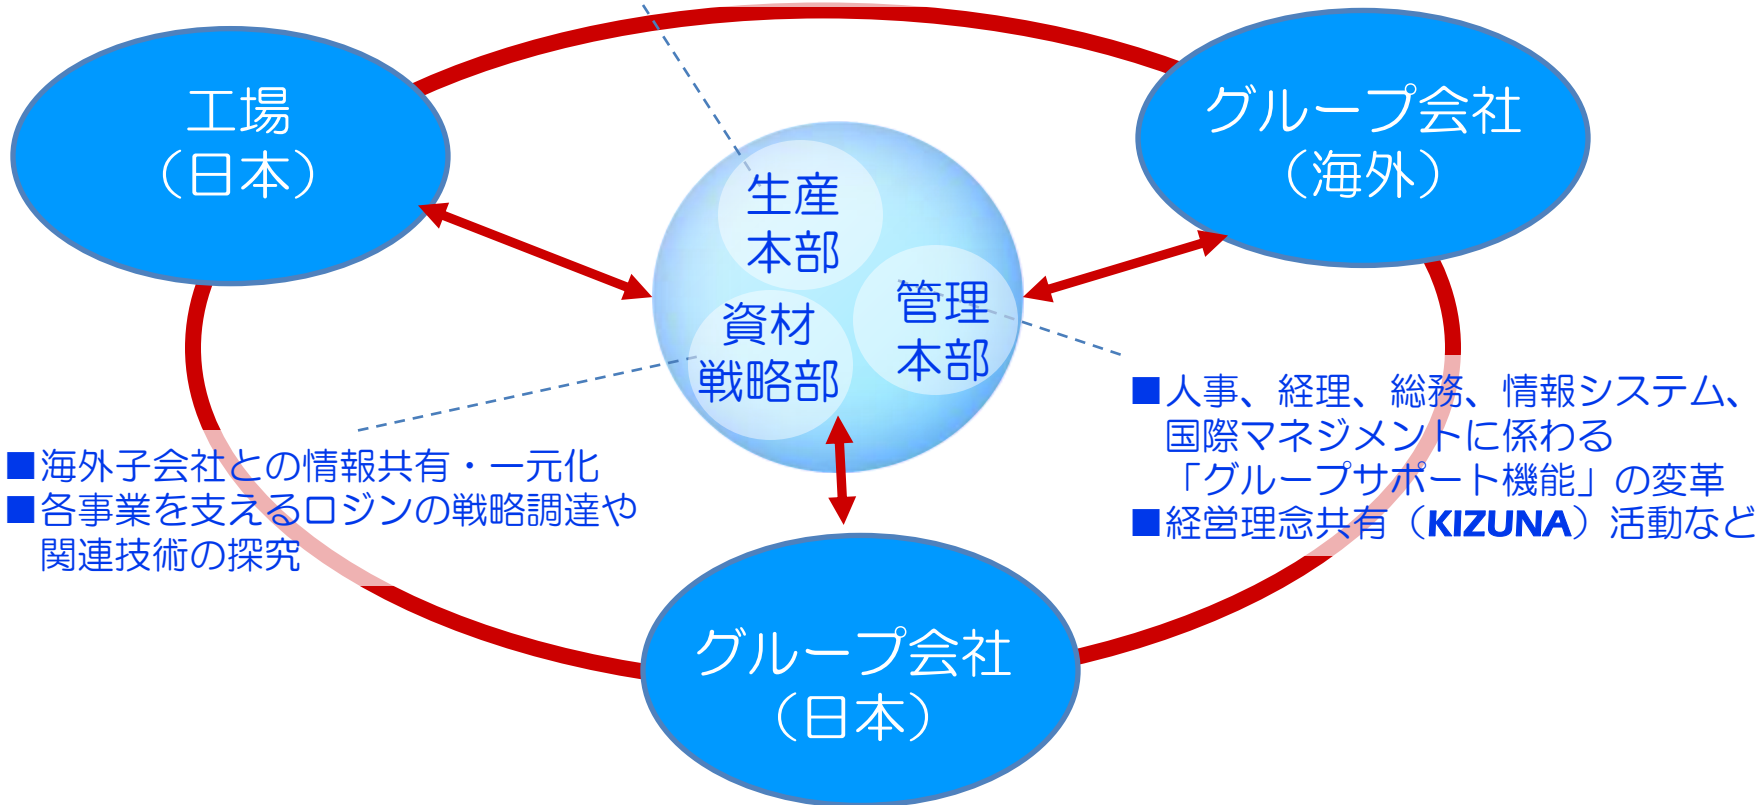 工場
（日本）
グループ会社
（海外）
生産
本部
管理
本部
資材
戦略部
■人事、経理、総務、情報システム、
国際マネジメントに係わる
「グループサポート機能」の変革
■経営理念共有（KIZUNA）活動など
■海外子会社との情報共有・一元化
■各事業を支えるロジンの戦略調達や
関連技術の探究
グループ会社
（日本）